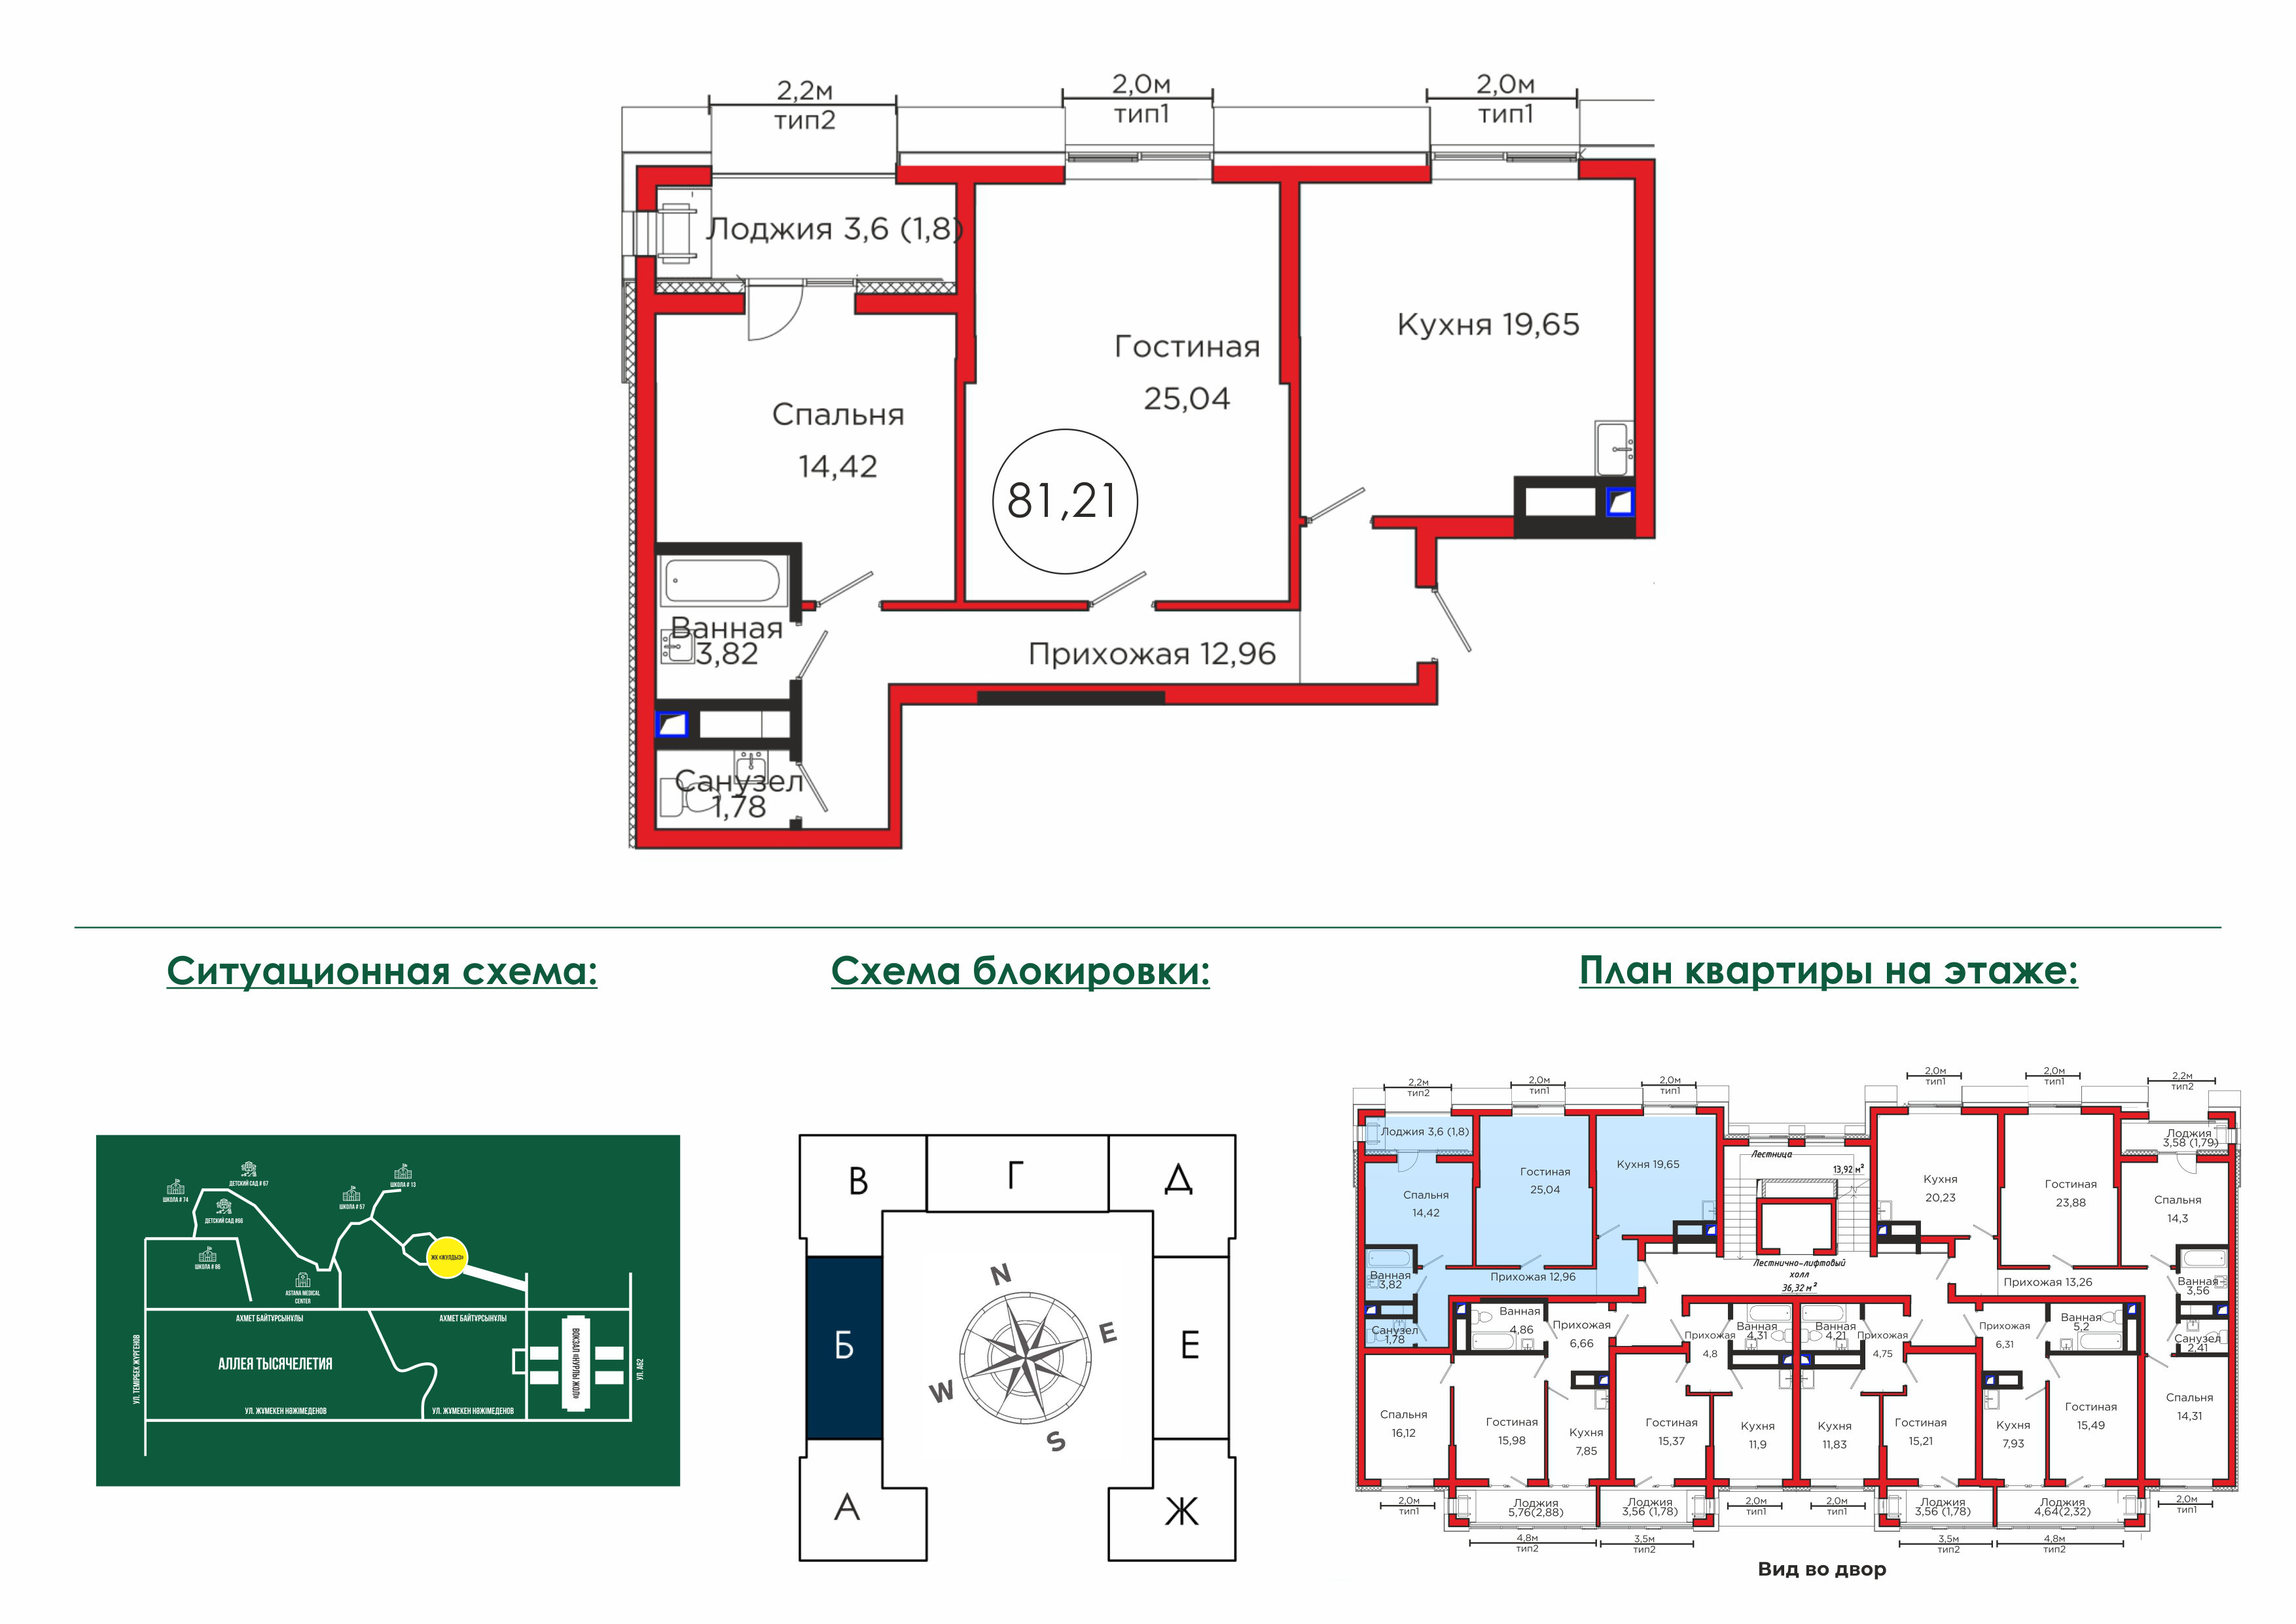 2,2м
тип2
2,0м
тип1
2,0м
тип1
Лоджия 3,6 (1,8)
Гостиная
25,04
Кухня 19,65
Спальня
14,42
81,21
Ванная
3,82
Прихожая 12,96
Санузел
1,78
Ситуационная схема:
Схема блокировки:
План квартиры на этаже:
ШКОЛА # 74
ДЕТСКИЙ САД # 67
ДЕТСКИЙ САД #66
ШКОЛА # 57
ШКОЛА # 13
ШКОЛА # 86
ASTANA MEDICAL
CENTER
ЖК «ЖУЛДЫЗ»
АХМЕТ БАЙТҰРСЫНҰЛЫ
АХМЕТ БАЙТҰРСЫНҰЛЫ
АЛЛЕЯ ТЫСЯЧЕЛЕТИЯ
УЛ. ТЕМІРБЕК ЖҮРГЕНОВ
ВОКЗАЛ «НУРЛЫ ЖОЛ»
УЛ. А62
УЛ. ЖҰМЕКЕН НӘЖІМЕДЕНОВ
УЛ. ЖҰМЕКЕН НӘЖІМЕДЕНОВ
В
Г
Д
Б
Е
А
Ж
N
E
W
S
2,2м
тип2
2,0м
тип1
2,0м
тип1
2,0м
тип1
2,0м
тип1
2,2м
тип2
Лоджия 3,6 (1,8)
Гостиная
25,04
Кухня 19,65
Спальня
14,42
Ванная
3,82
Прихожая 12,96
Санузел
1,78
Лестница
13,92 м²
Лестнично-лифтовый
холл
36,32 м²
Кухня
20,23
Гостиная
23,88
Лоджия
3,58 (1,79)
Спальня
14,3
Прихожая 13,26
Ванная
3,56
Санузел
2,41
Ванная
4,86
Прихожая
6,66
Прихожая
4,8
Ванная
4,31
Ванная
4,21
Прихожая
4,75
Прихожая
6,31
Ванная
5,2
Спальня
16,12
Гостиная
15,98
Кухня
7,85
Гостиная
15,37
Кухня
11,9
Кухня
11,83
Гостиная
15,21
Кухня
7,93
Гостиная
15,49
Спальня
14,31
2,0м
тип1
Лоджия
5,76(2,88)
Лоджия
3,56 (1,78)
2,0м
тип1
2,0м
тип1
Лоджия
3,56 (1,78)
Лоджия
4,64(2,32)
2,0м
тип1
4,8м
тип2
3,5м
тип2
3,5м
тип2
4,8м
тип2
Вид во двор